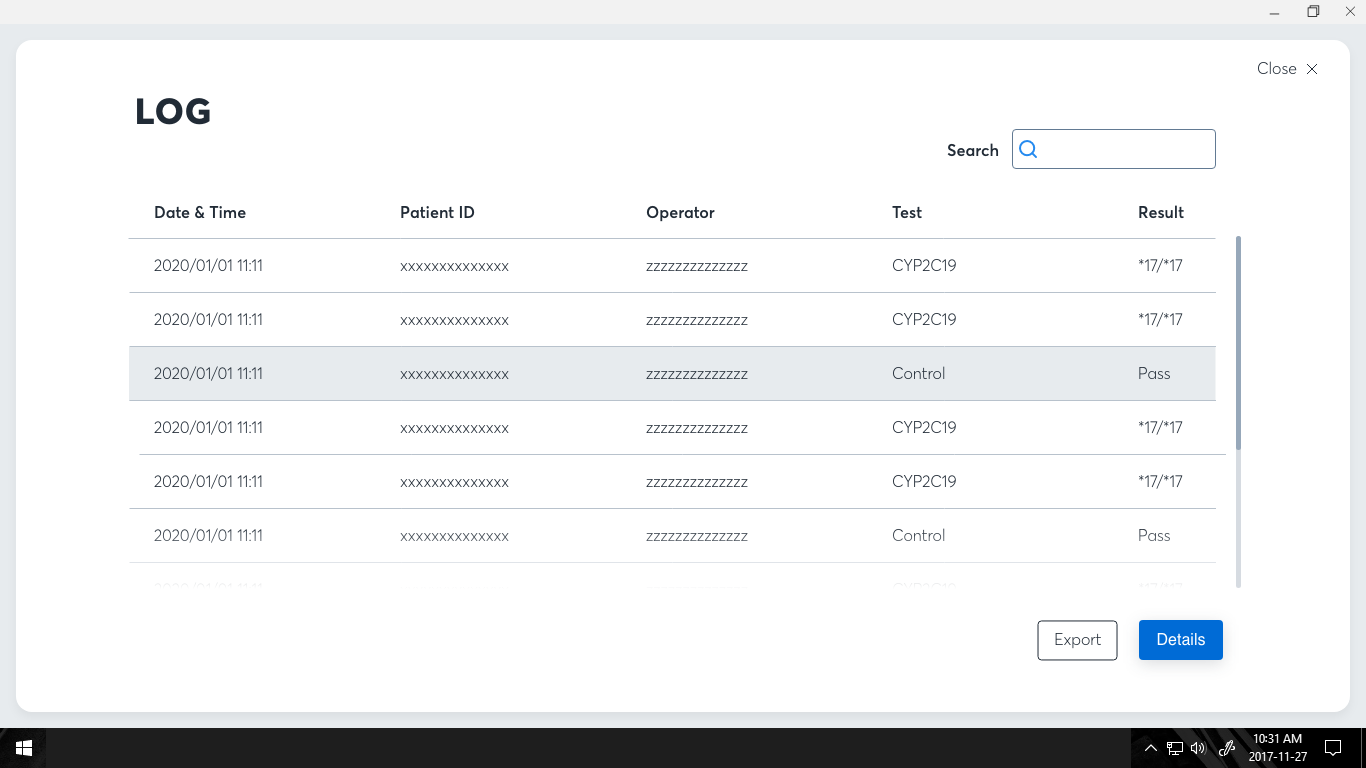 Close
LOG
Search
Date & Time Patient ID Operator Test Result
2020/01/01 11:11 xxxxxxxxxxxxxx zzzzzzzzzzzzzz CYP2C19 *17/*17
2020/01/01 11:11 xxxxxxxxxxxxxx zzzzzzzzzzzzzz CYP2C19 *17/*17
2020/01/01 11:11 xxxxxxxxxxxxxx zzzzzzzzzzzzzz Control Pass
2020/01/01 11:11 xxxxxxxxxxxxxx zzzzzzzzzzzzzz CYP2C19 *17/*17
2020/01/01 11:11 xxxxxxxxxxxxxx zzzzzzzzzzzzzz CYP2C19 *17/*17
2020/01/01 11:11 xxxxxxxxxxxxxx zzzzzzzzzzzzzz Control Pass
Export Details
10:31 AM
2017-11-27